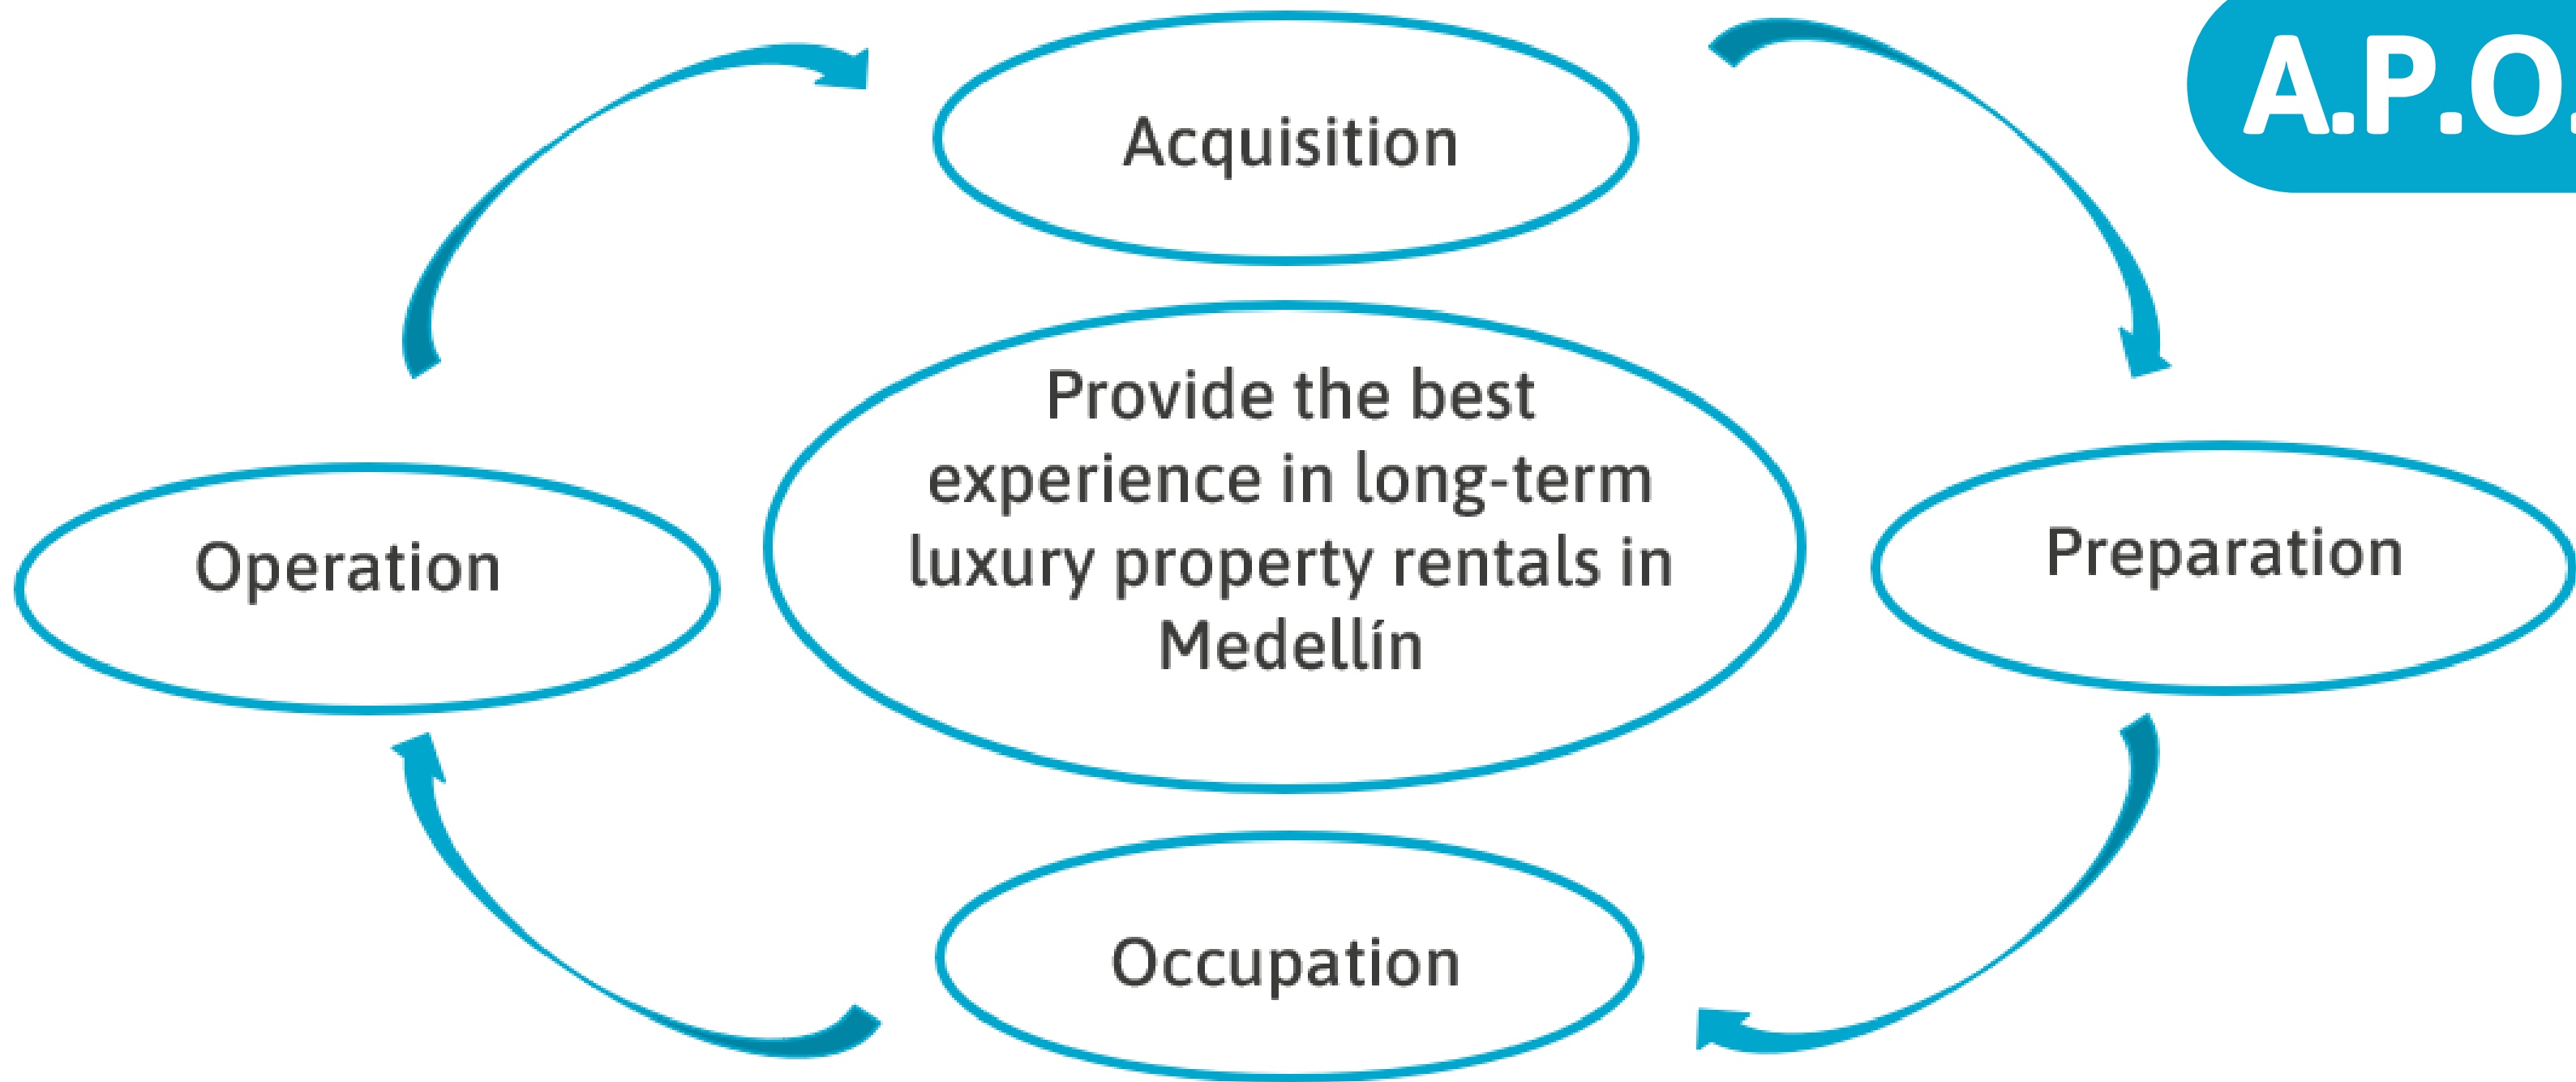 A.P.O.
Acquisition
Provide the best
experience in long-term
luxury property rentals in
Medellín
Operation
Preparation
Occupation